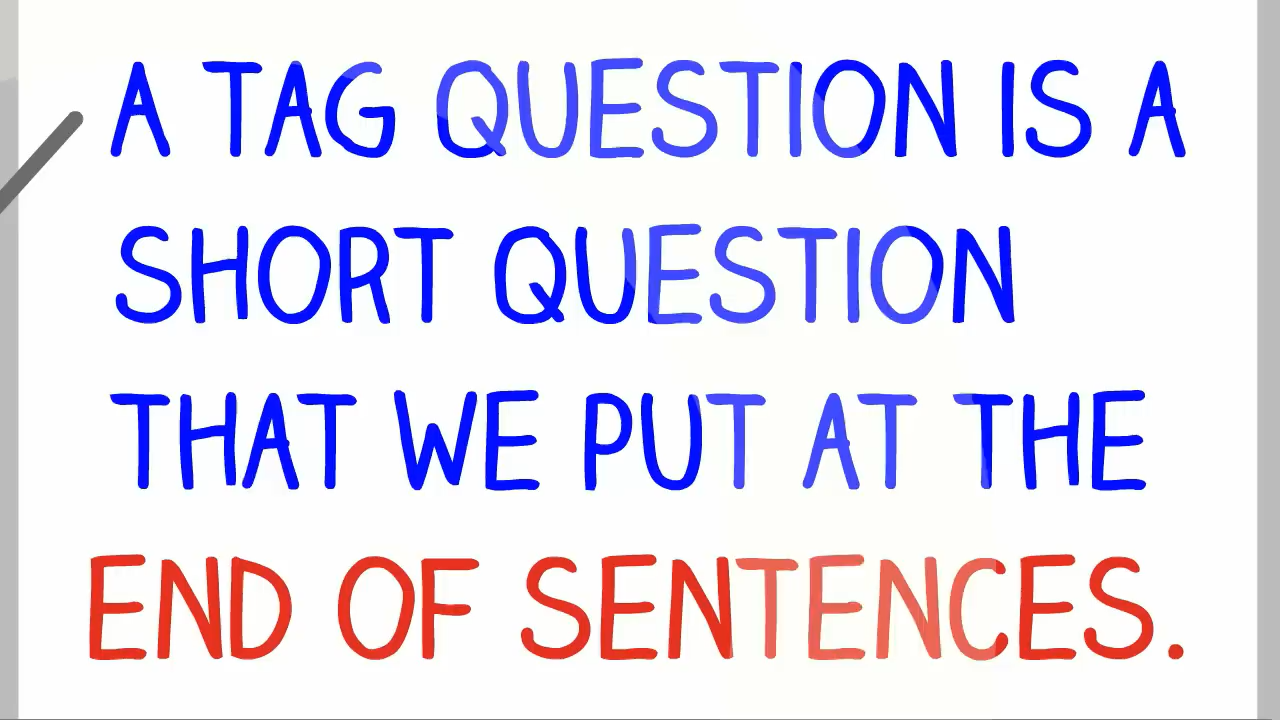 A TAG QUESTION IS A
SHORT QUESTION
THAT WE PUT AT THE
END OF SENTENCES.